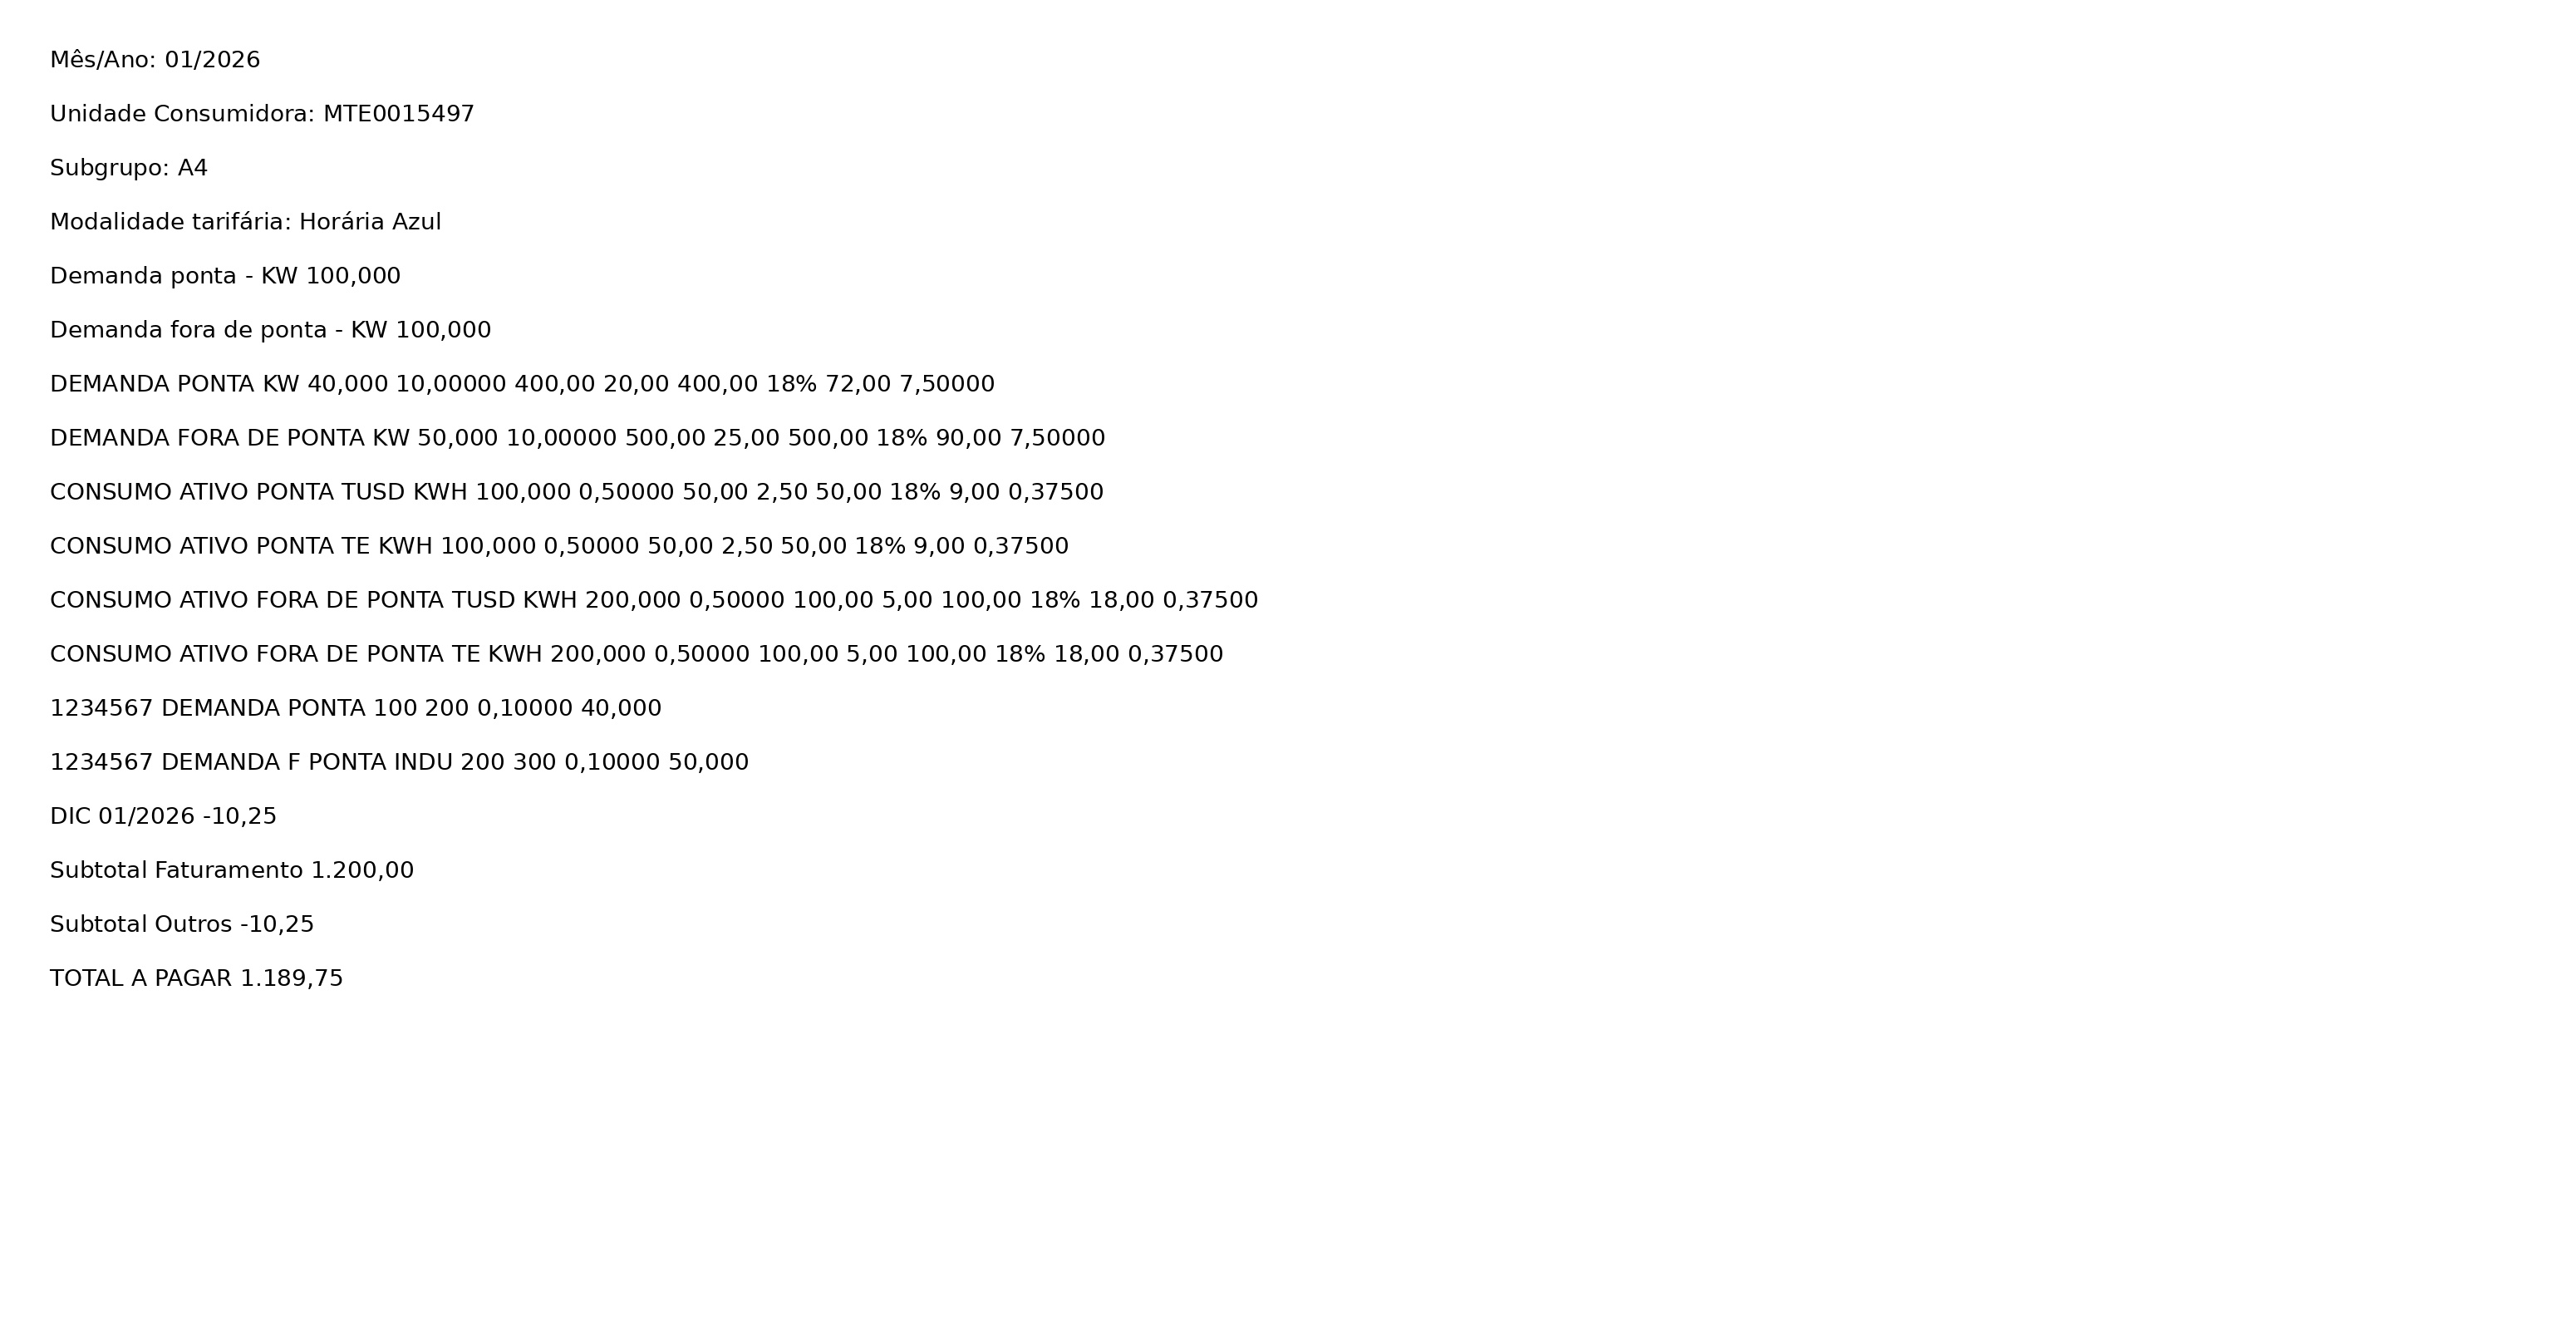 Mês/Ano: 01/2026
Unidade Consumidora: MTE0015497
Subgrupo: A4
Modalidade tarifária: Horária Azul
Demanda ponta - KW 100,000
Demanda fora de ponta - KW 100,000
DEMANDA PONTA KW 40,000 10,00000 400,00 20,00 400,00 18% 72,00 7,50000
DEMANDA FORA DE PONTA KW 50,000 10,00000 500,00 25,00 500,00 18% 90,00 7,50000
CONSUMO ATIVO PONTA TUSD KWH 100,000 0,50000 50,00 2,50 50,00 18% 9,00 0,37500
CONSUMO ATIVO PONTA TE KWH 100,000 0,50000 50,00 2,50 50,00 18% 9,00 0,37500
CONSUMO ATIVO FORA DE PONTA TUSD KWH 200,000 0,50000 100,00 5,00 100,00 18% 18,00 0,37500
CONSUMO ATIVO FORA DE PONTA TE KWH 200,000 0,50000 100,00 5,00 100,00 18% 18,00 0,37500
1234567 DEMANDA PONTA 100 200 0,10000 40,000
1234567 DEMANDA F PONTA INDU 200 300 0,10000 50,000
DIC 01/2026 -10,25
Subtotal Faturamento 1.200,00
Subtotal Outros -10,25
TOTAL A PAGAR 1.189,75